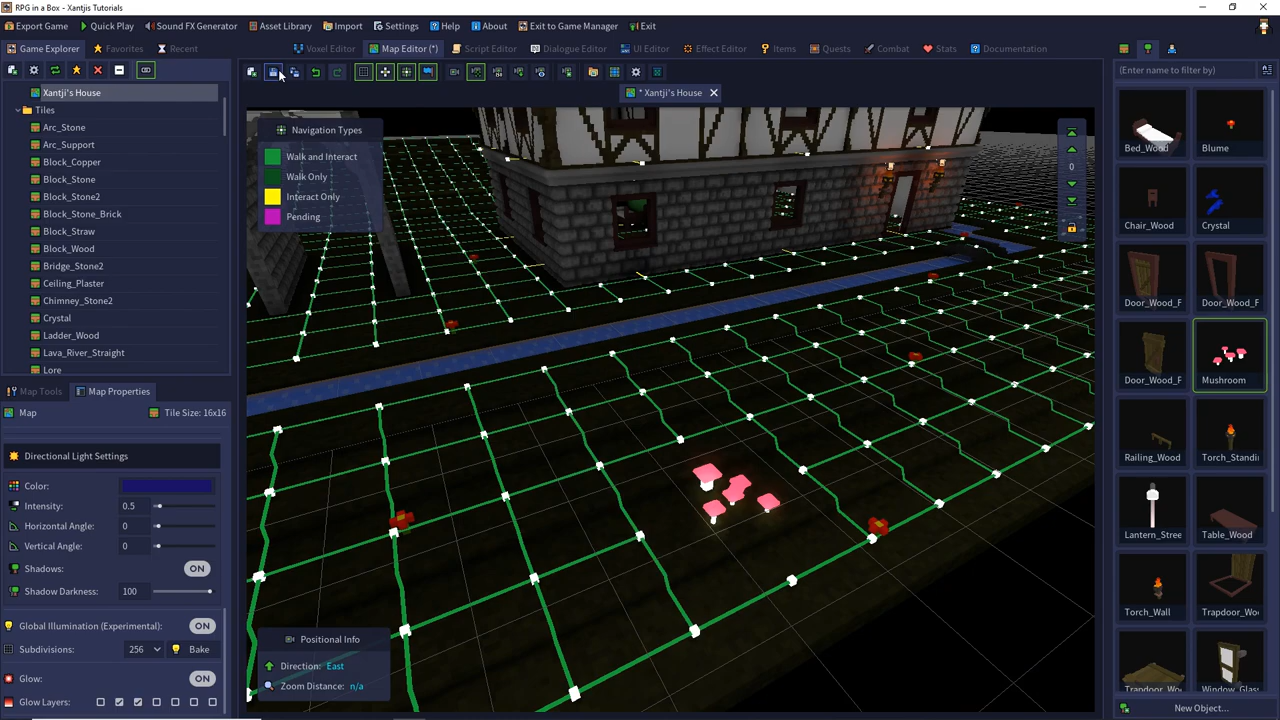 RPG in a Box - Xantjis Tutorials
Export Game Quick Play Sound FX Generator Asset Library Import Settings Help About Exit to Game Manager Exit
Game Explorer Favorites Recent Voxel Editor Map Editor (*) Script Editor Dialogue Editor UI Editor Effect Editor Items Quests Combat Stats Documentation
* Xantji's House
(Enter name to filter by)
Xantji's House
Tiles
Arc_Stone
Arc_Support
Block_Copper
Block_Stone
Block_Stone2
Block_Stone_Brick
Block_Straw
Block_Wood
Bridge_Stone2
Ceiling_Plaster
Chimney_Stone2
Crystal
Ladder_Wood
Lava_River_Straight
Lore
Map Tools Map Properties
Map Tile Size: 16x16
Directional Light Settings
Color:
Intensity: 0.5
Horizontal Angle: 0
Vertical Angle: 0
Shadows: ON
Shadow Darkness: 100
Global Illumination (Experimental): ON
Subdivisions: 256 Bake
Glow: ON
Glow Layers:
Navigation Types
Walk and Interact
Walk Only
Interact Only
Pending
0
Positional Info
Direction: East
Zoom Distance: n/a
Bed_Wood Blume
Chair_Wood Crystal
Door_Wood_F Door_Wood_F
Door_Wood_F Mushroom
Railing_Wood Torch_Standi
Lantern_Stree Table_Wood
Torch_Wall Trapdoor_Wo
Trapdoor_Wo Window_Glas
New Object...